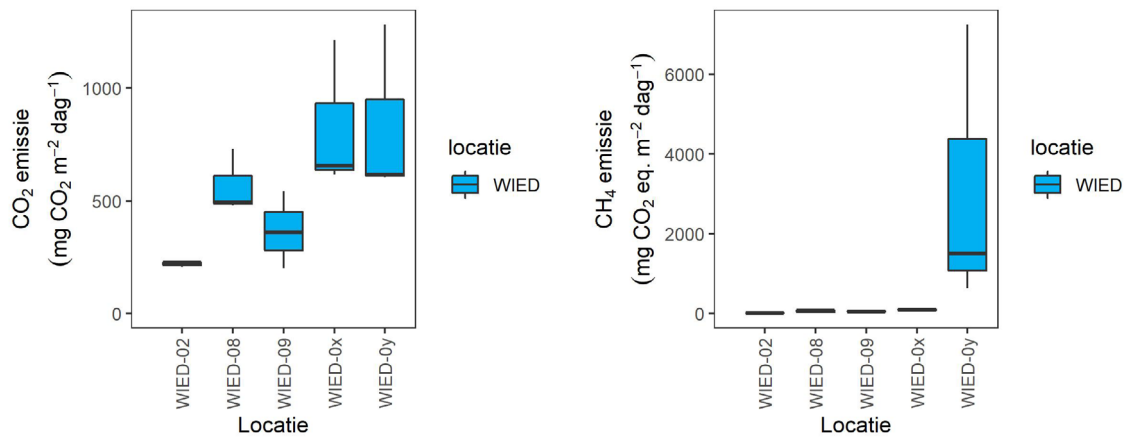 CO₂ emissie
(mg CO₂ m⁻² dag⁻¹)
1000
500
0
WIED-02
WIED-08
WIED-09
WIED-0x
WIED-0y
Locatie
locatie
WIED
CH₄ emissie
(mg CO₂ eq. m⁻² dag⁻¹)
6000
4000
2000
0
WIED-02
WIED-08
WIED-09
WIED-0x
WIED-0y
Locatie
locatie
WIED